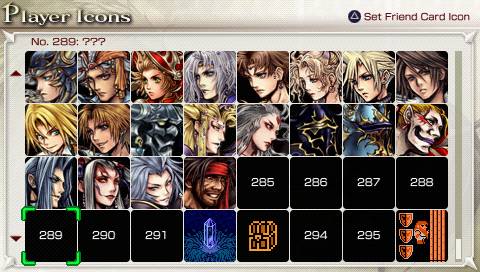 Player Icons
Set Friend Card Icon
No. 289: ???
285 286 287 288
289 290 291 294 295